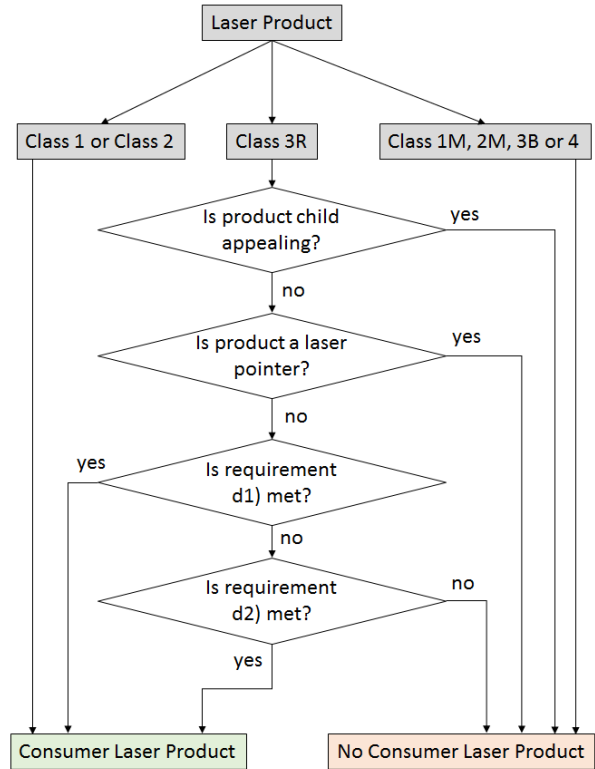 Laser Product
Class 1 or Class 2
Class 3R
Class 1M, 2M, 3B or 4
Is product child
appealing?
yes
no
Is product a laser
pointer?
yes
no
yes
Is requirement
d1) met?
no
Is requirement
d2) met?
no
yes
Consumer Laser Product
No Consumer Laser Product